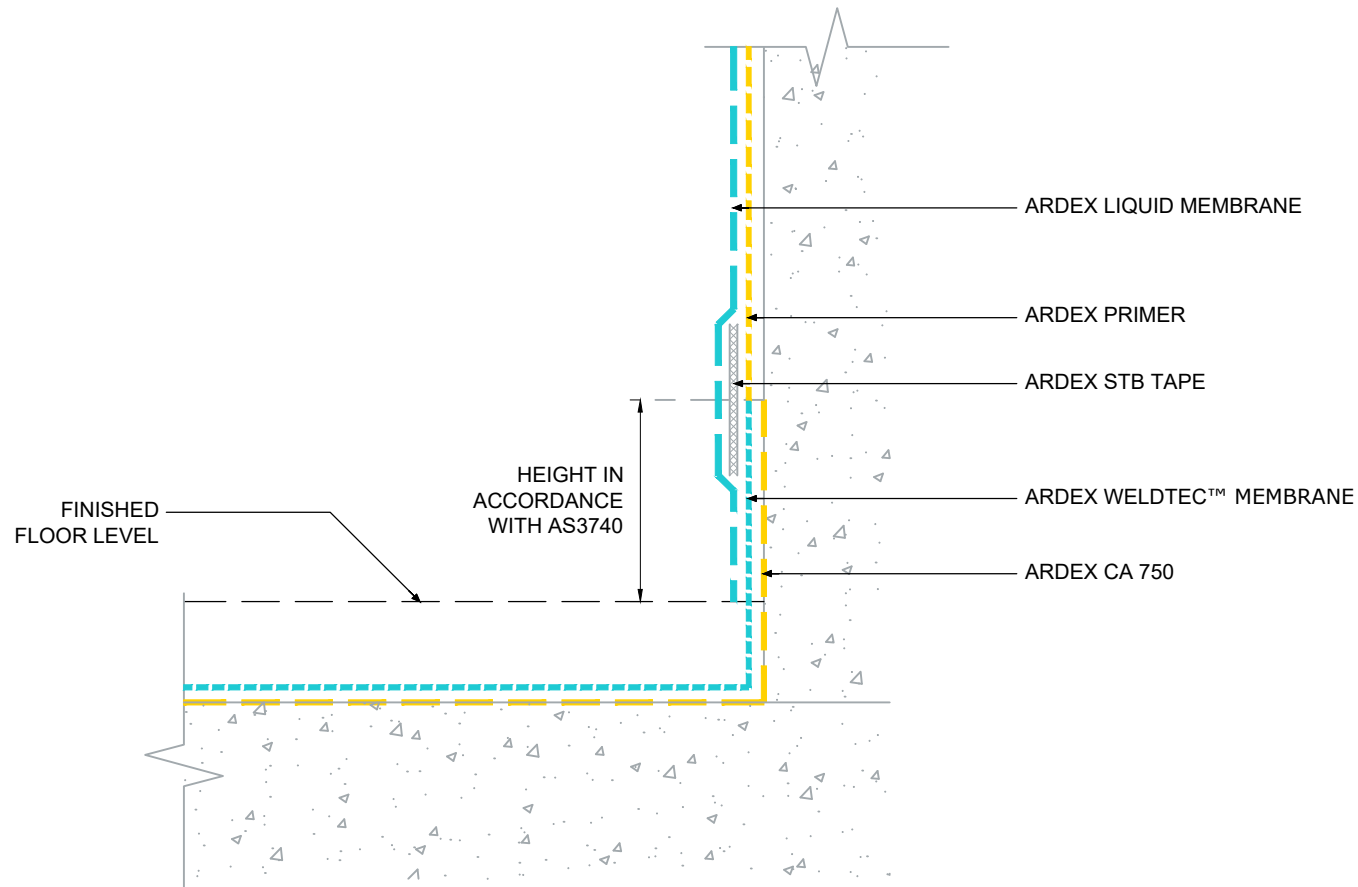 ARDEX LIQUID MEMBRANE
ARDEX PRIMER
ARDEX STB TAPE
HEIGHT IN
ACCORDANCE
WITH AS3740
FINISHED
FLOOR LEVEL
ARDEX WELDTEC™ MEMBRANE
ARDEX CA 750